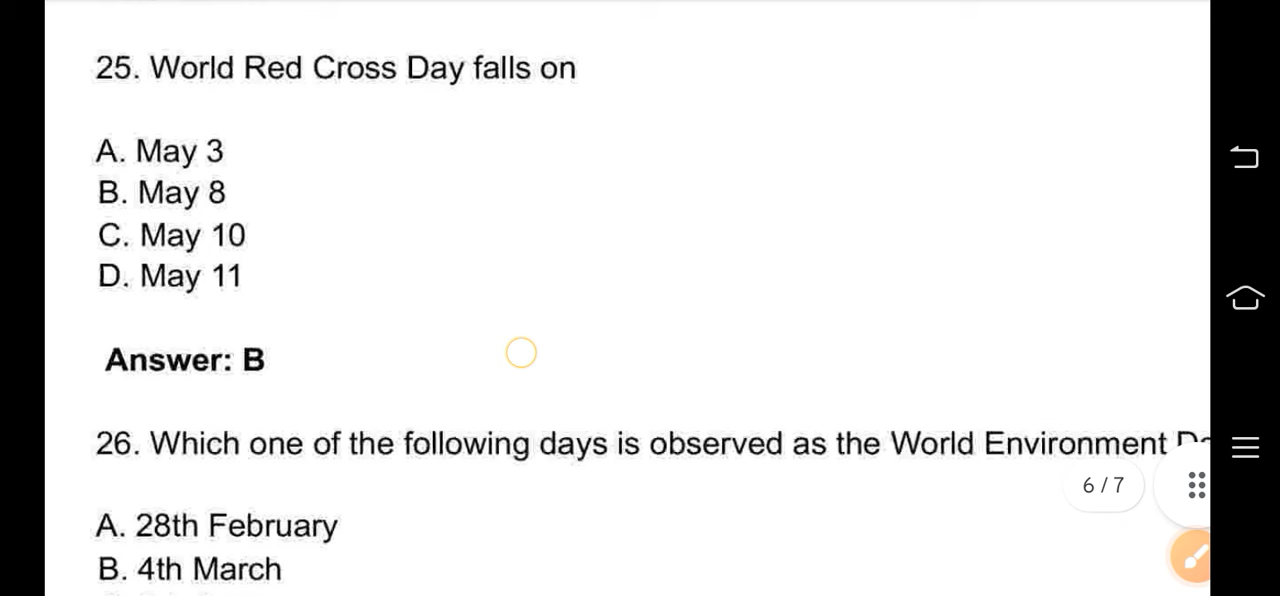 25. World Red Cross Day falls on
A. May 3
B. May 8
C. May 10
D. May 11
Answer: B
26. Which one of the following days is observed as the World Environment
6 / 7
A. 28th February
B. 4th March